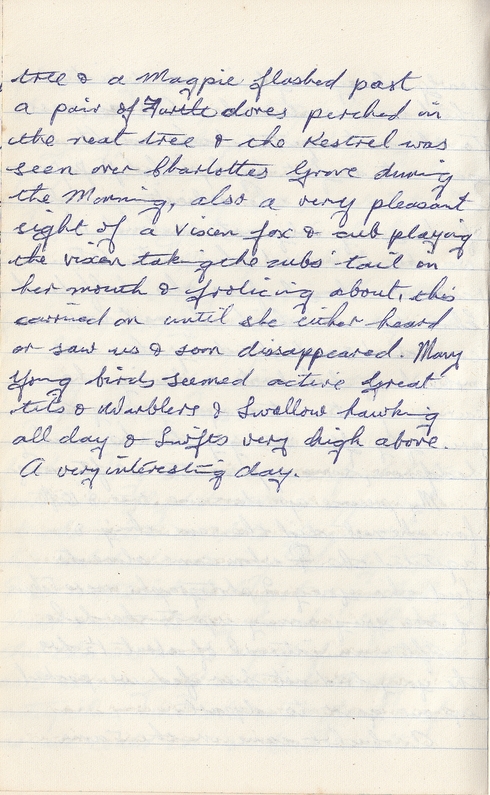 tree & a Magpie flashed past
a pair of Turtle doves perched in
the next tree & the Kestrel was
seen over Charlottes Grove during
the Morning, also a very pleasant
sight of a Vixen fox & cub playing
the vixen taking the cubs' tail in
her mouth & frolicing about, this
carried on until she either heard
or saw us & soon dissappeared. Many
young birds seemed active Great
tits & Warblers & Swallow hawking
all day & Swifts very high above.
A very interesting day.